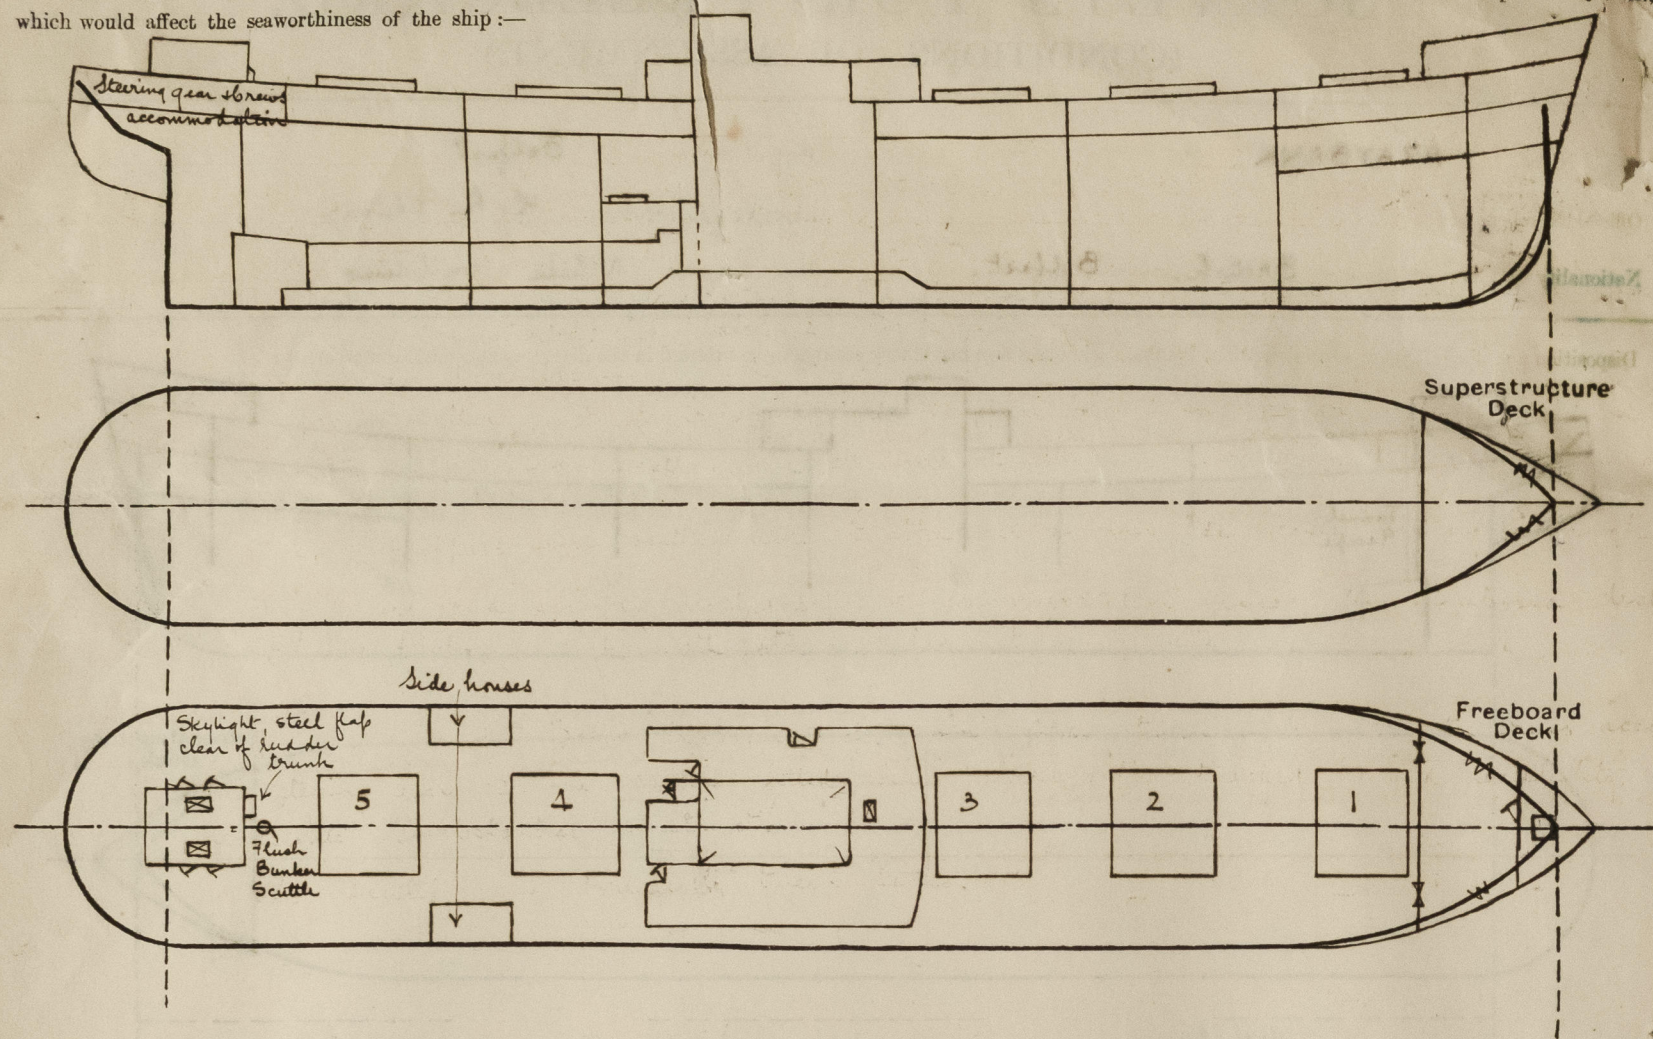 which would affect the seaworthiness of the ship :—
Steering gear & crews
accommodation
Superstructure
Deck
Side houses
Skylight, steel flap
clear of rudder
trunk
Freeboard
Deck
5
4
3
2
1
Flush
Bunker
Scuttle